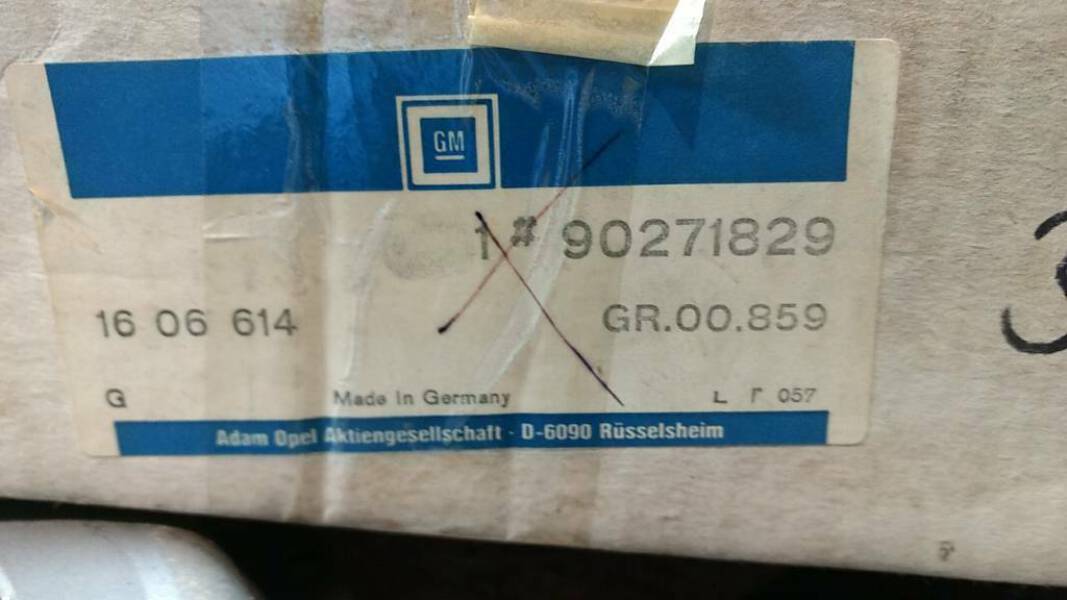 GM
1 # 90271829
16 06 614 GR.00.859
G Made in Germany L r 057
Adam Opel Aktiengesellschaft · D-6090 Rüsselsheim